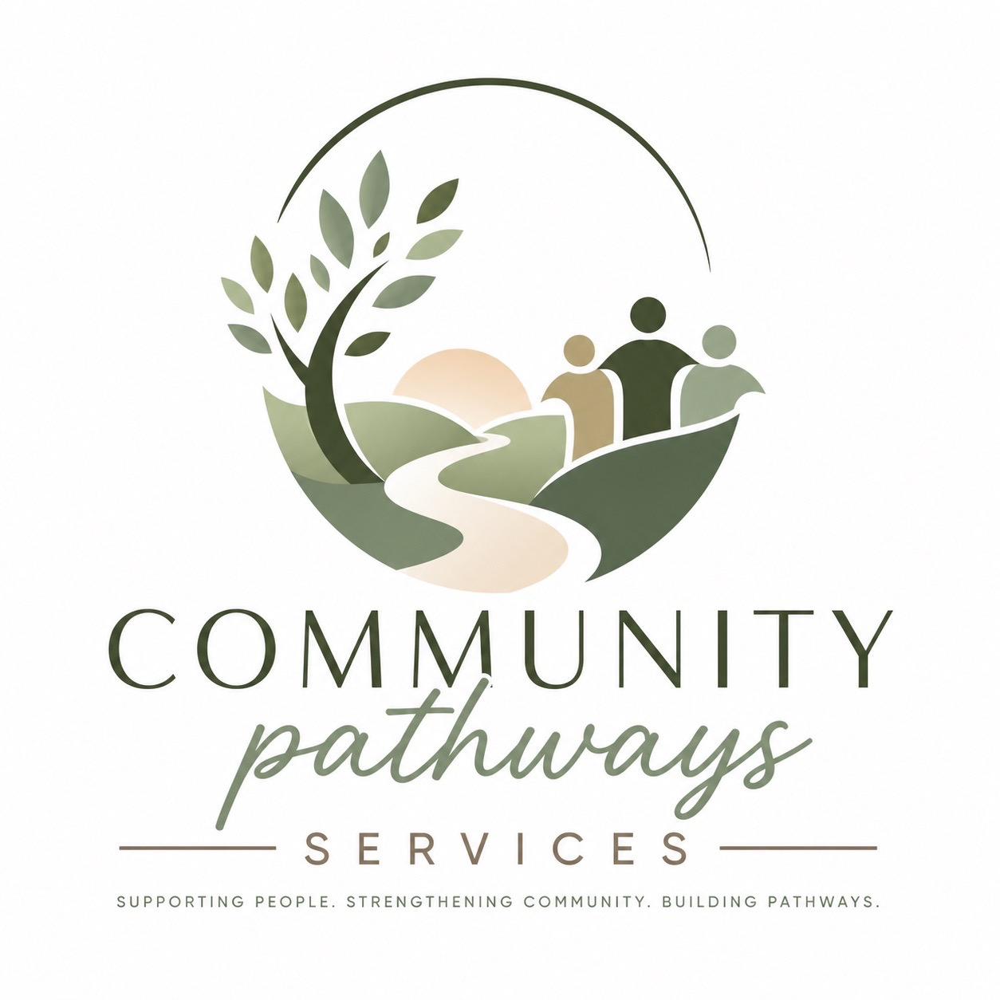 COMMUNITY
pathways
SERVICES
SUPPORTING PEOPLE. STRENGTHENING COMMUNITY. BUILDING PATHWAYS.